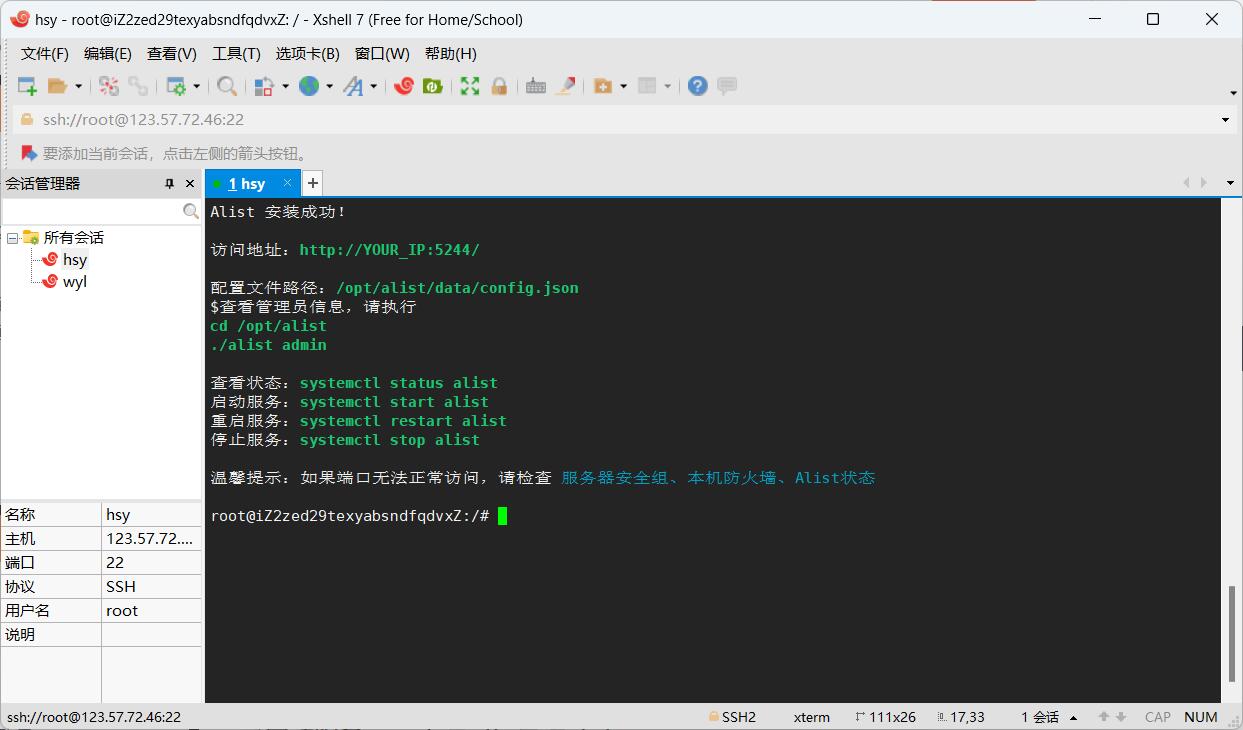 hsy - root@iZ2zed29texyabsndfqdvxZ: / - Xshell 7 (Free for Home/School)
文件(F) 编辑(E) 查看(V) 工具(T) 选项卡(B) 窗口(W) 帮助(H)
ssh://root@123.57.72.46:22
要添加当前会话，点击左侧的箭头按钮。
会话管理器
1 hsy
所有会话
hsy
wyl
Alist 安装成功！
访问地址：http://YOUR_IP:5244/
配置文件路径：/opt/alist/data/config.json
$查看管理员信息，请执行
cd /opt/alist
./alist admin
查看状态：systemctl status alist
启动服务：systemctl start alist
重启服务：systemctl restart alist
停止服务：systemctl stop alist
温馨提示：如果端口无法正常访问，请检查 服务器安全组、本机防火墙、Alist状态
root@iZ2zed29texyabsndfqdvxZ:/#
名称 hsy
主机 123.57.72....
端口 22
协议 SSH
用户名 root
说明
ssh://root@123.57.72.46:22 SSH2 xterm 111x26 17,33 1 会话 CAP NUM